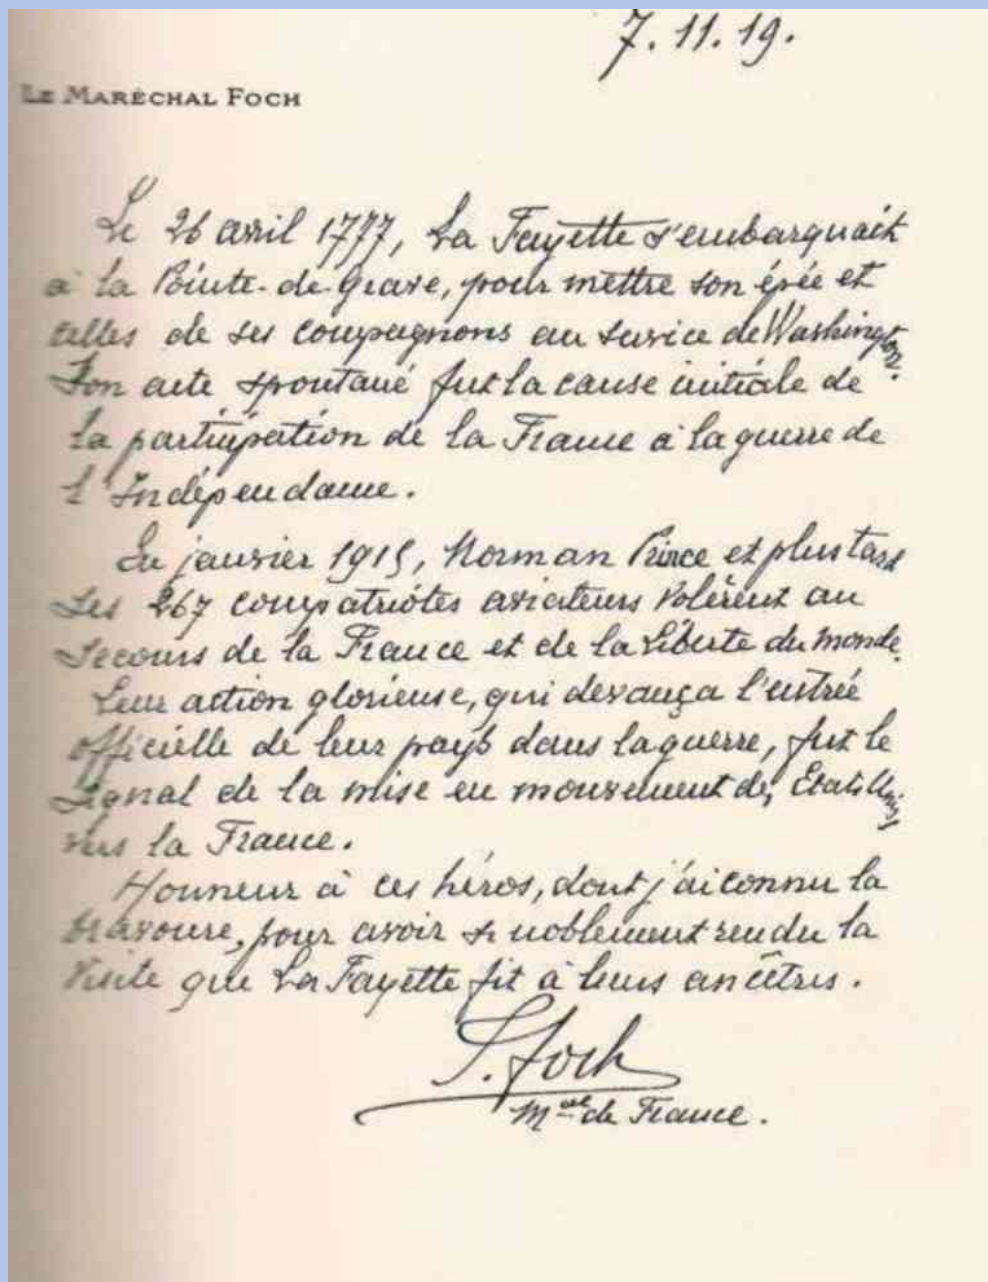 7.11.19.
LE MARÉCHAL FOCH
Le 26 avril 1777, La Fayette s'embarquait
à la Pointe-de-Grave, pour mettre son épée et
celles de ses compagnons au service de Washington.
Son acte spontané fut la cause initiale de
la participation de la France à la guerre de
l'Indépendance.
En janvier 1915, Norman Prince et plus tard
ses 267 compatriotes aviateurs volèrent au
secours de la France et de la Liberté du monde.
Leur action glorieuse, qui devança l'entrée
officielle de leur pays dans la guerre, fut le
signal de la mise en mouvement des Etats Unis
vers la France.
Honneur à ces héros, dont j'ai connu la
bravoure, pour avoir si noblement rendu la
visite que La Fayette fit à leurs ancêtres.
F. Foch
Mal de France.